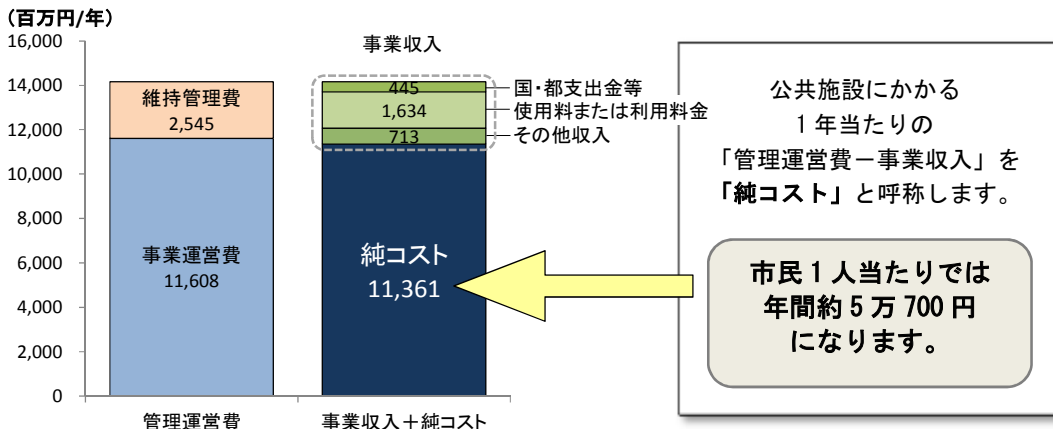 (百万円/年)
16,000
14,000
12,000
10,000
8,000
6,000
4,000
2,000
0
維持管理費
2,545
事業運営費
11,608
管理運営費
事業収入
445
国・都支出金等
1,634
使用料または利用料金
713
その他収入
純コスト
11,361
事業収入＋純コスト
公共施設にかかる
１年当たりの
「管理運営費－事業収入」を
「純コスト」と呼称します。
市民１人当たりでは
年間約５万 700 円
になります。